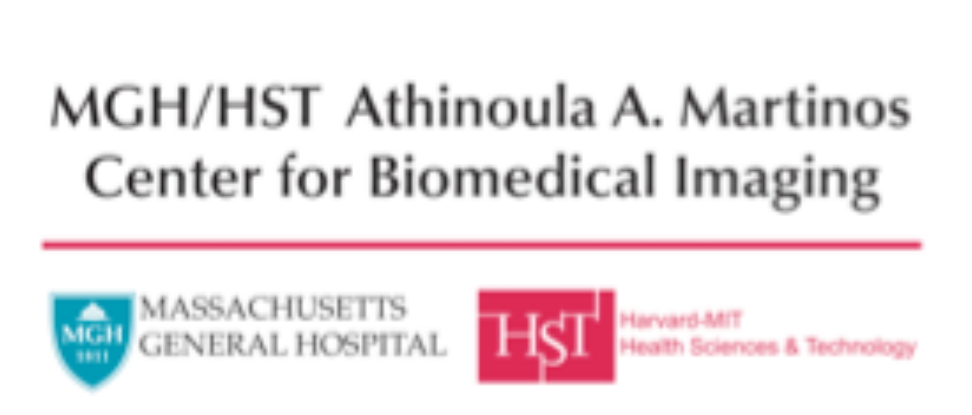 MGH/HST Athinoula A. Martinos
Center for Biomedical Imaging
MASSACHUSETTS
GENERAL HOSPITAL
MGH
1811
HST
Harvard-MIT
Health Sciences & Technology